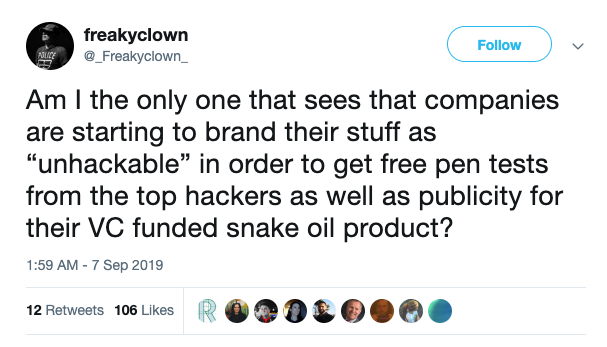 freakyclown
@_Freakyclown_
Follow
Am I the only one that sees that companies
are starting to brand their stuff as
“unhackable” in order to get free pen tests
from the top hackers as well as publicity for
their VC funded snake oil product?
1:59 AM - 7 Sep 2019
12 Retweets 106 Likes
POLICE